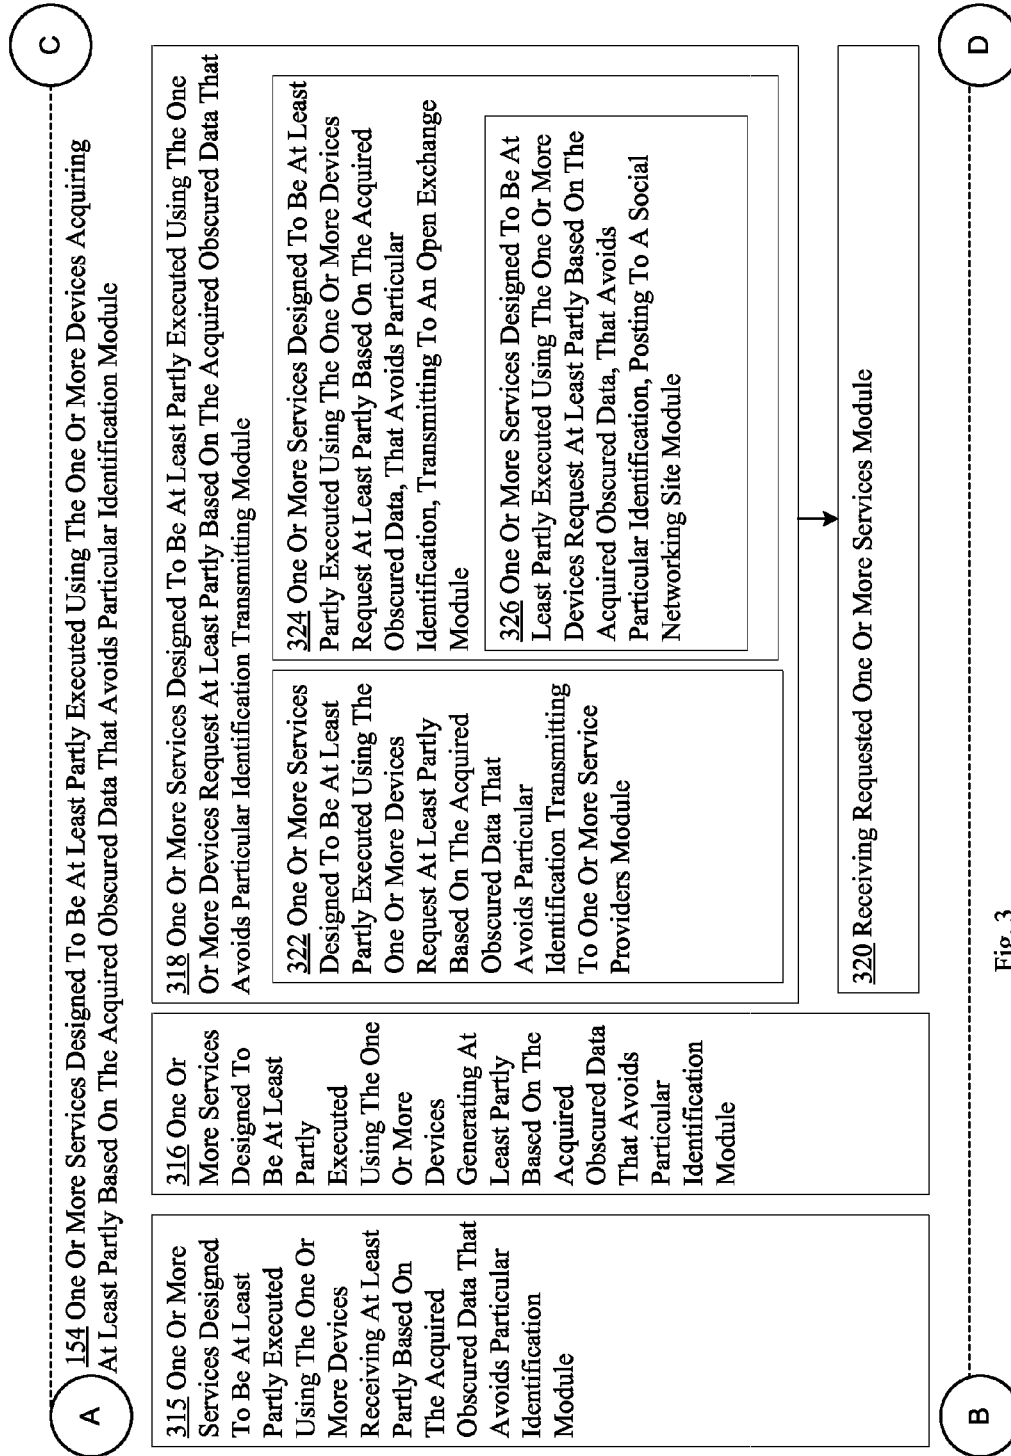 A
C
154 One Or More Services Designed To Be At Least Partly Executed Using The One Or More Devices Acquiring
At Least Partly Based On The Acquired Obscured Data That Avoids Particular Identification Module
315 One Or More
Services Designed
To Be At Least
Partly Executed
Using The One Or
More Devices
Receiving At Least
Partly Based On
The Acquired
Obscured Data That
Avoids Particular
Identification
Module
316 One Or
More Services
Designed To
Be At Least
Partly
Executed
Using The One
Or More
Devices
Generating At
Least Partly
Based On The
Acquired
Obscured Data
That Avoids
Particular
Identification
Module
318 One Or More Services Designed To Be At Least Partly Executed Using The One
Or More Devices Request At Least Partly Based On The Acquired Obscured Data That
Avoids Particular Identification Transmitting Module
322 One Or More Services
Designed To Be At Least
Partly Executed Using The
One Or More Devices
Request At Least Partly
Based On The Acquired
Obscured Data That
Avoids Particular
Identification Transmitting
To One Or More Service
Providers Module
324 One Or More Services Designed To Be At Least
Partly Executed Using The One Or More Devices
Request At Least Partly Based On The Acquired
Obscured Data, That Avoids Particular
Identification, Transmitting To An Open Exchange
Module
326 One Or More Services Designed To Be At
Least Partly Executed Using The One Or More
Devices Request At Least Partly Based On The
Acquired Obscured Data, That Avoids
Particular Identification, Posting To A Social
Networking Site Module
320 Receiving Requested One Or More Services Module
B
D
Fig. 3